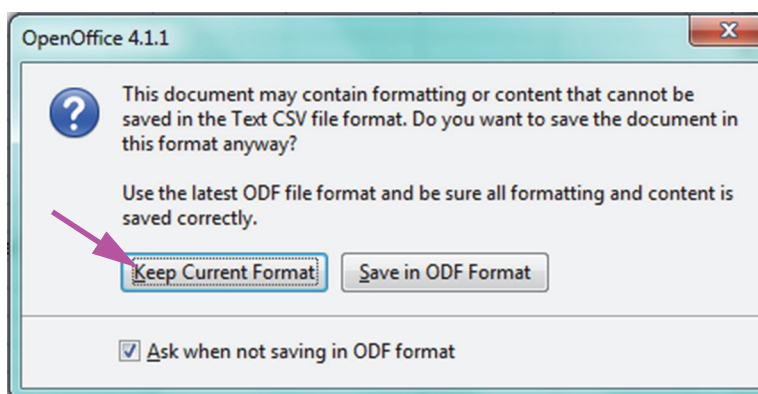 OpenOffice 4.1.1
This document may contain formatting or content that cannot be
saved in the Text CSV file format. Do you want to save the document in
this format anyway?
Use the latest ODF file format and be sure all formatting and content is
saved correctly.
Keep Current Format Save in ODF Format
Ask when not saving in ODF format